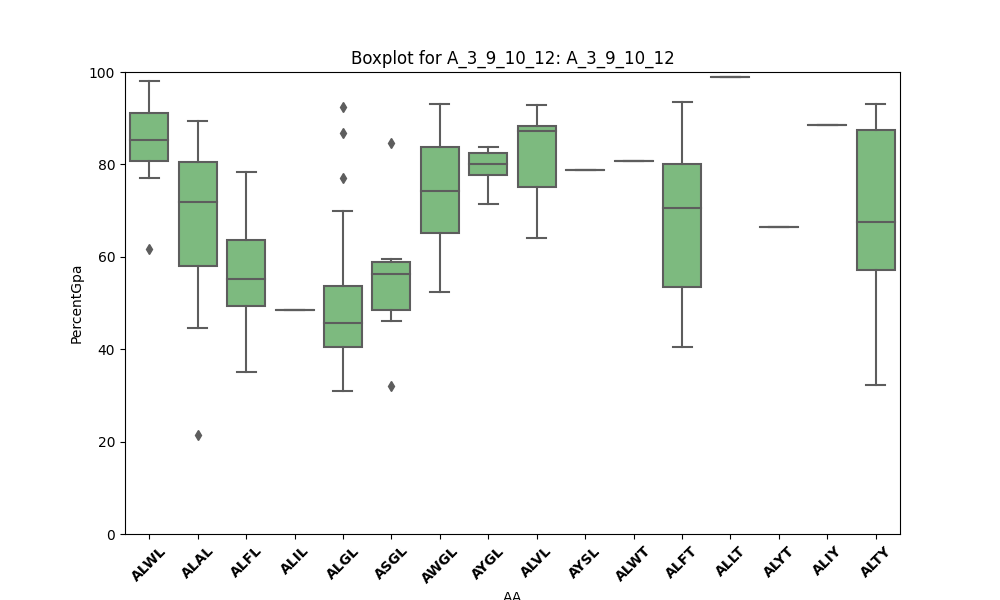 Boxplot for A_3_9_10_12: A_3_9_10_12
PercentGpa
100
80
60
40
20
0
ALWL ALAL ALFL ALIL ALGL ASGL AWGL AYGL ALVL AYSL ALWT ALFT ALLT ALYT ALIY ALTY
AA